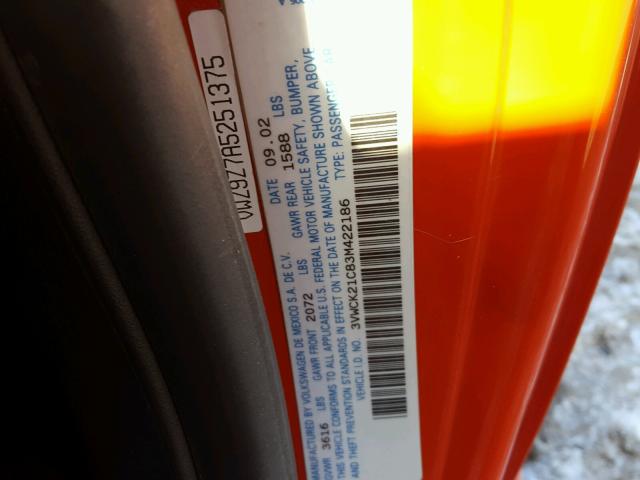 VWZ9Z7A5251375
MANUFACTURED BY VOLKSWAGEN DE MEXICO S.A. DE C.V. DATE 09.02
GVWR 3616 LBS GAWR FRONT 2072 LBS GAWR REAR 1588 LBS
THIS VEHICLE CONFORMS TO ALL APPLICABLE U.S. FEDERAL MOTOR VEHICLE SAFETY, BUMPER,
AND THEFT PREVENTION STANDARDS IN EFFECT ON THE DATE OF MANUFACTURE SHOWN ABOVE
VEHICLE I.D. NO. 3VWCK21C83M422186 TYPE: PASSENGER